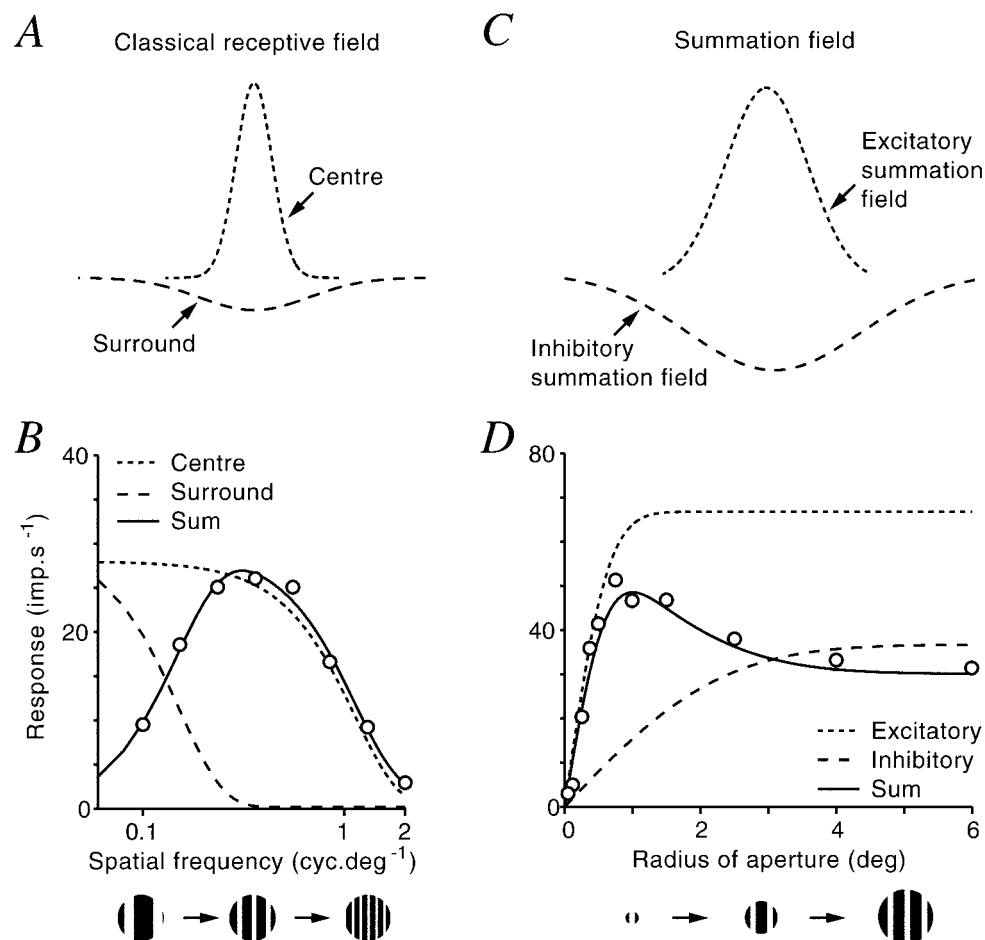 A
Classical receptive field
Centre
Surround
B
40
20
0
Response (imp.s⁻¹)
Centre
Surround
Sum
0.1
1
2
Spatial frequency (cyc.deg⁻¹)
C
Summation field
Excitatory
summation
field
Inhibitory
summation field
D
80
40
0
Excitatory
Inhibitory
Sum
0
2
4
6
Radius of aperture (deg)